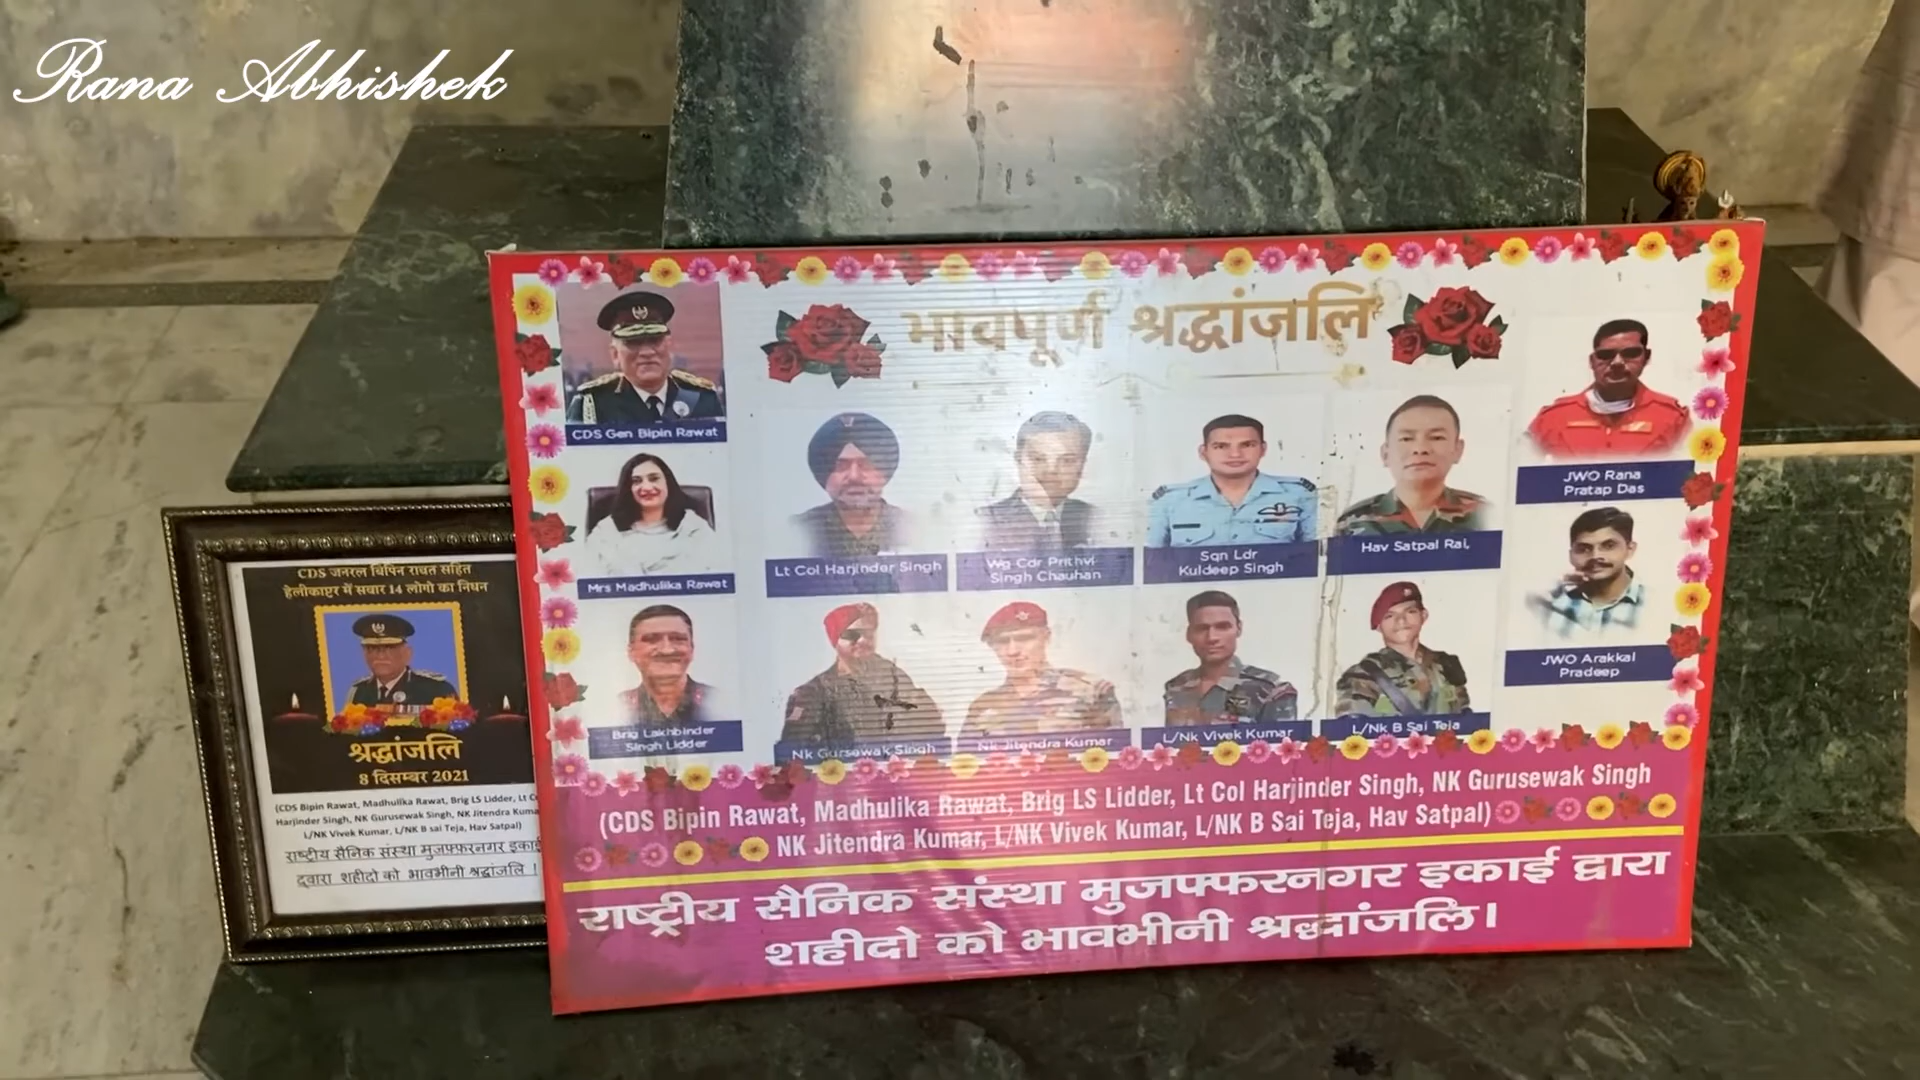 Rana Abhishek
भावपूर्ण श्रद्धांजलि
CDS Gen Bipin Rawat
Mrs Madhulika Rawat
Brig Lakhbinder
Singh Lidder
Lt Col Harjinder Singh
Wg Cdr Prithvi
Singh Chauhan
Sqn Ldr
Kuldeep Singh
Hav Satpal Rai,
JWO Rana
Pratap Das
Nk Gursewak Singh
Nk Jitendra Kumar
L/Nk Vivek Kumar
L/Nk B Sai Teja
JWO Arakkal
Pradeep
(CDS Bipin Rawat, Madhulika Rawat, Brig LS Lidder, Lt Col Harjinder Singh, NK Gurusewak Singh
NK Jitendra Kumar, L/NK Vivek Kumar, L/NK B Sai Teja, Hav Satpal)
राष्ट्रीय सैनिक संस्था मुजफ्फरनगर इकाई द्वारा
शहीदो को भावभीनी श्रद्धांजलि।
CDS जनरल बिपिन रावत सहित
हेलीकाप्टर में सवार 14 लोगो का निधन
श्रद्धांजलि
8 दिसम्बर 2021
(CDS Bipin Rawat, Madhulika Rawat, Brig LS Lidder, Lt
Harjinder Singh, NK Gurusewak Singh, NK Jitendra
L/NK Vivek Kumar, L/NK B sai Teja, Hav Satpal)
राष्ट्रीय सैनिक संस्था मुजफ्फरनगर इकाई
दवारा शहीदो को भावभीनी श्रद्धांजलि !